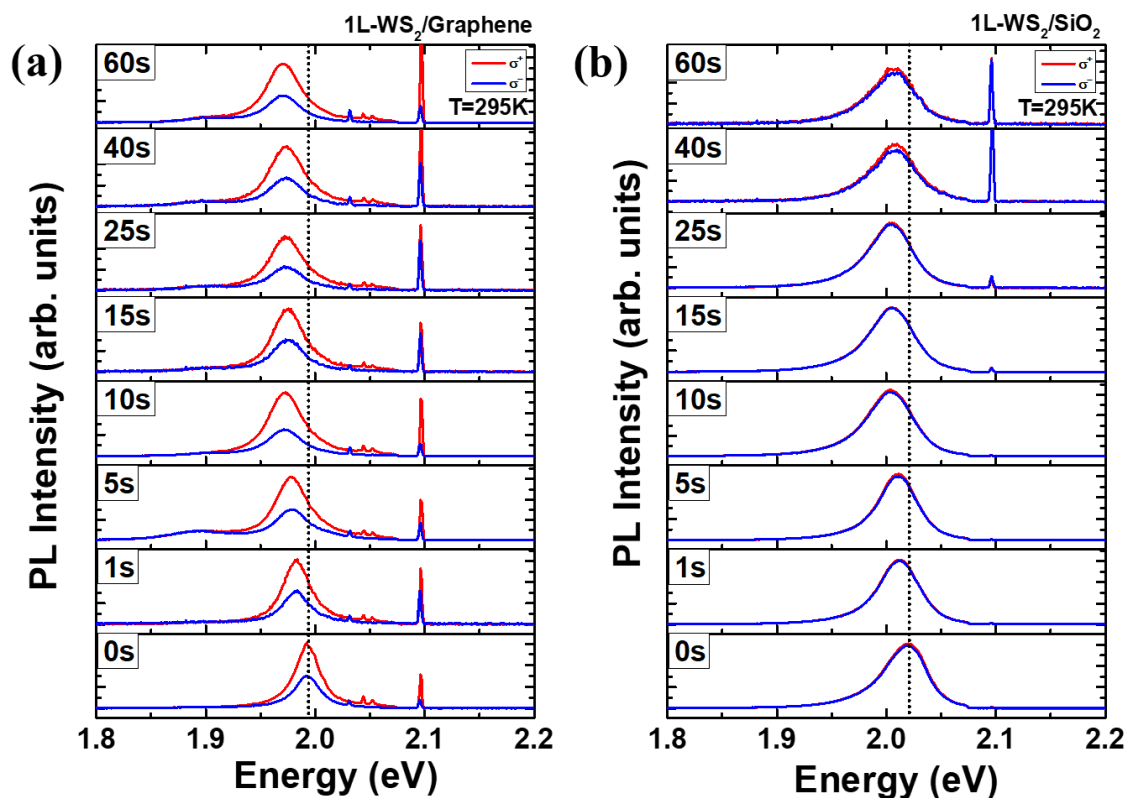 (a)
1L-WS₂/Graphene
PL Intensity (arb. units)
σ⁺
σ⁻
T=295K
60s
40s
25s
15s
10s
5s
1s
0s
1.8 1.9 2.0 2.1 2.2
Energy (eV)
(b)
1L-WS₂/SiO₂
PL Intensity (arb. units)
σ⁺
σ⁻
T=295K
60s
40s
25s
15s
10s
5s
1s
0s
1.8 1.9 2.0 2.1 2.2
Energy (eV)